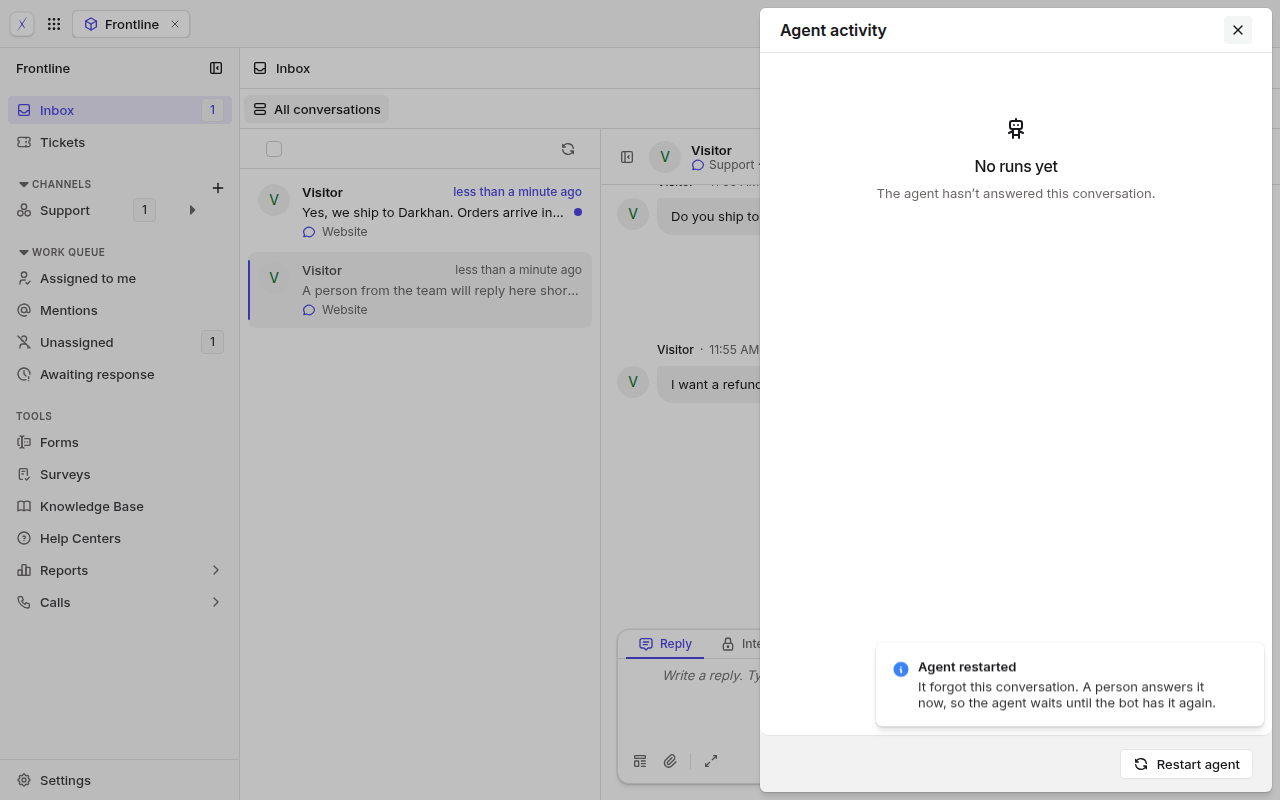 Frontline
Frontline
Inbox 1
Tickets
CHANNELS
Support 1
WORK QUEUE
Assigned to me
Mentions
Unassigned 1
Awaiting response
TOOLS
Forms
Surveys
Knowledge Base
Help Centers
Reports
Calls
Settings
Inbox
All conversations
V Visitor less than a minute ago
Yes, we ship to Darkhan. Orders arrive in...
Website
V Visitor less than a minute ago
A person from the team will reply here shor...
Website
V Visitor
Support ·
V Do you ship to
Visitor · 11:55 AM
V I want a refund
Reply
Write a reply.
Agent activity
No runs yet
The agent hasn't answered this conversation.
Agent restarted
It forgot this conversation. A person answers it
now, so the agent waits until the bot has it again.
Restart agent